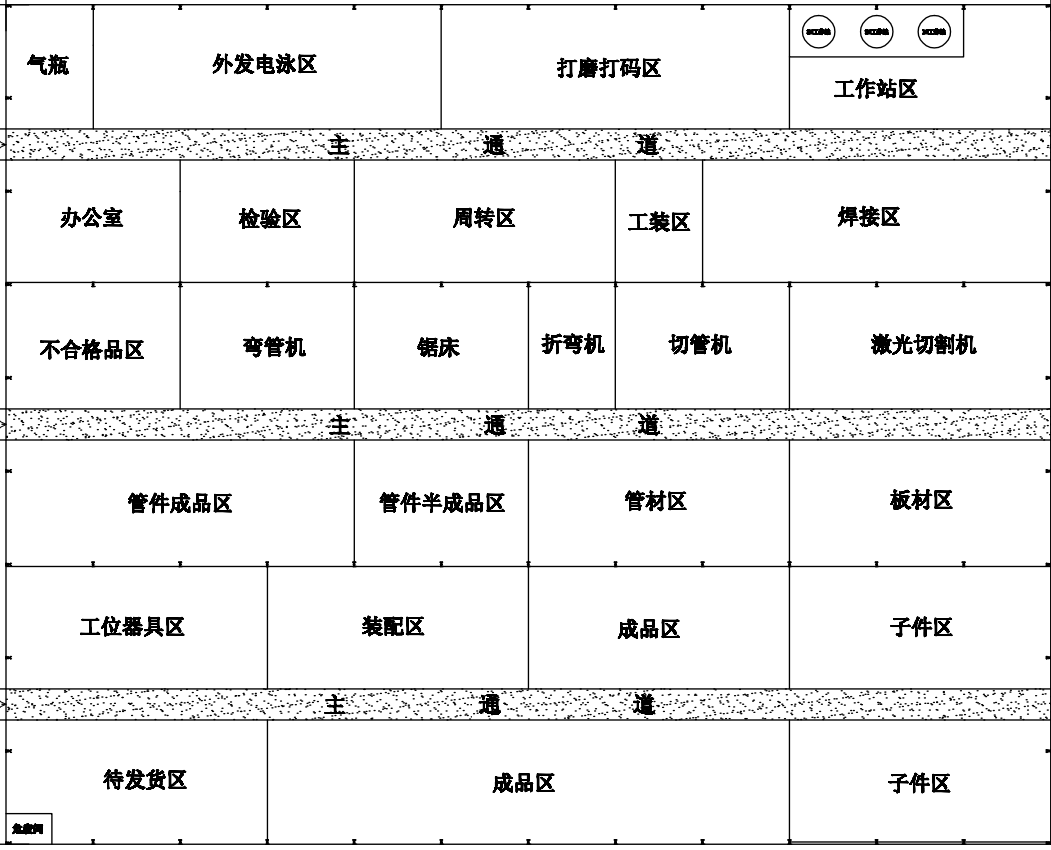 气瓶
外发电泳区
打磨打码区
工作站区
主 通 道
办公室
检验区
周转区
工装区
焊接区
不合格品区
弯管机
锯床
折弯机
切管机
激光切割机
主 通 道
管件成品区
管件半成品区
管材区
板材区
工位器具区
装配区
成品区
子件区
主 通 道
待发货区
成品区
子件区